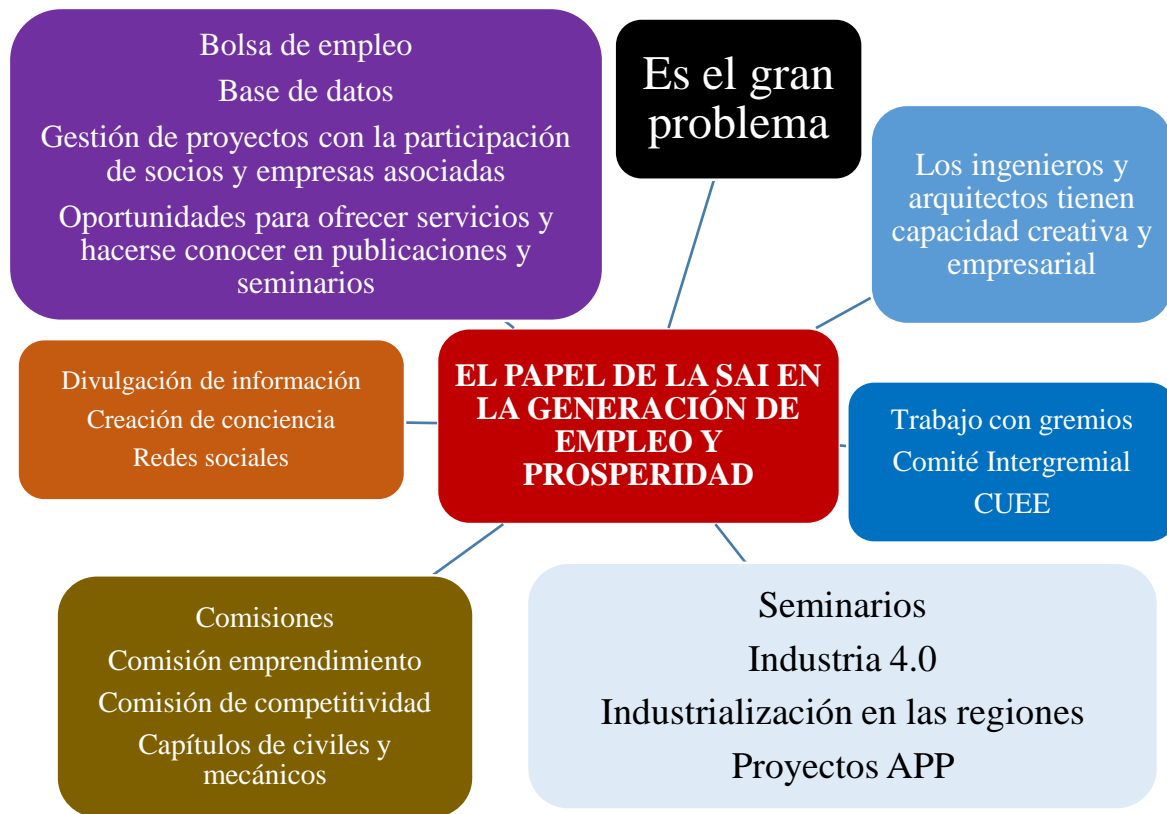 Bolsa de empleo
Base de datos
Gestión de proyectos con la participación
de socios y empresas asociadas
Oportunidades para ofrecer servicios y
hacerse conocer en publicaciones y
seminarios
Es el gran
problema
Los ingenieros y
arquitectos tienen
capacidad creativa y
empresarial
Divulgación de información
Creación de conciencia
Redes sociales
EL PAPEL DE LA SAI EN
LA GENERACIÓN DE
EMPLEO Y
PROSPERIDAD
Trabajo con gremios
Comité Intergremial
CUEE
Comisiones
Comisión emprendimiento
Comisión de competitividad
Capítulos de civiles y
mecánicos
Seminarios
Industria 4.0
Industrialización en las regiones
Proyectos APP